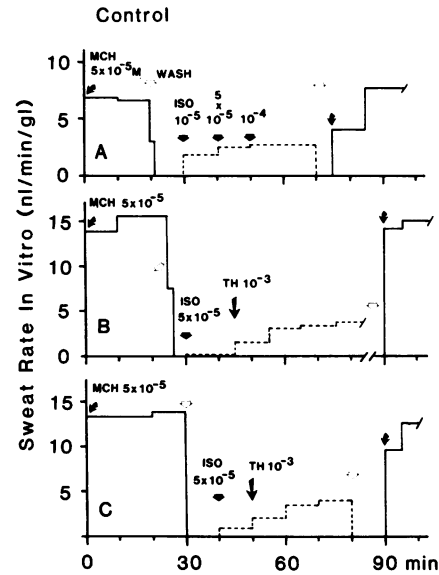 Control
Sweat Rate In Vitro (nl/min/gl)
10
5
0
MCH
5x10⁻⁵M
WASH
ISO
10⁻⁵
5
x
10⁻⁵
10⁻⁴
A
15
10
5
0
MCH 5x10⁻⁵
ISO
5x10⁻⁵
TH 10⁻³
B
15
10
5
MCH 5x10⁻⁵
ISO
5x10⁻⁵
TH 10⁻³
C
0 30 60 90 min